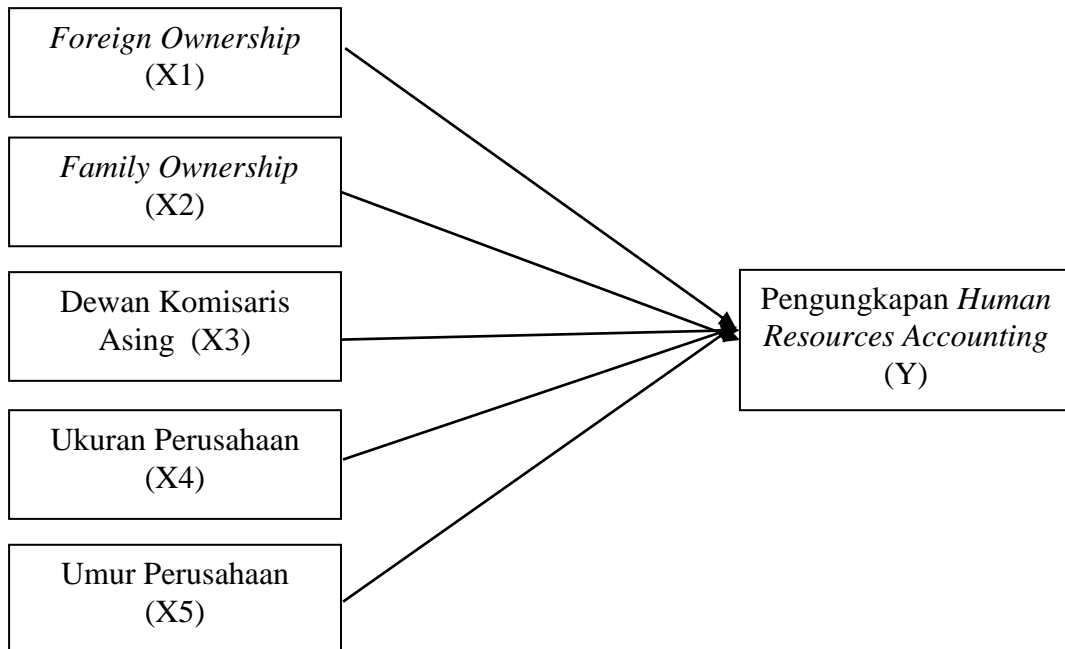 Foreign Ownership
(X1)
Family Ownership
(X2)
Dewan Komisaris
Asing (X3)
Ukuran Perusahaan
(X4)
Umur Perusahaan
(X5)
Pengungkapan Human
Resources Accounting
(Y)